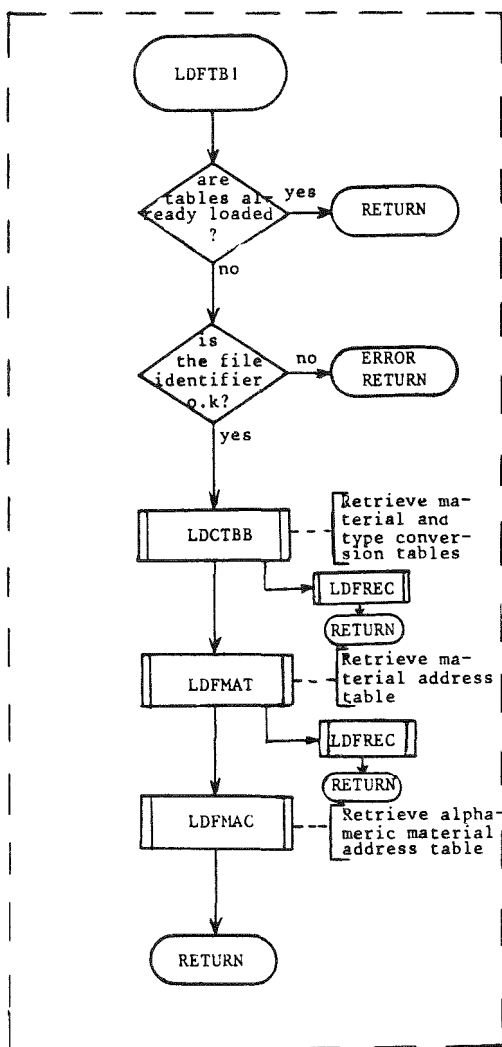 LDFTB1
are
tables al-
ready loaded
?
yes
RETURN
no
is
the file
identifier
o.k?
no
ERROR
RETURN
yes
LDCTBB
Retrieve ma-
terial and
type conver-
sion tables
LDFREC
RETURN
LDFMAT
Retrieve ma-
terial address
table
LDFREC
RETURN
LDFMAC
Retrieve alpha-
meric material
address table
RETURN